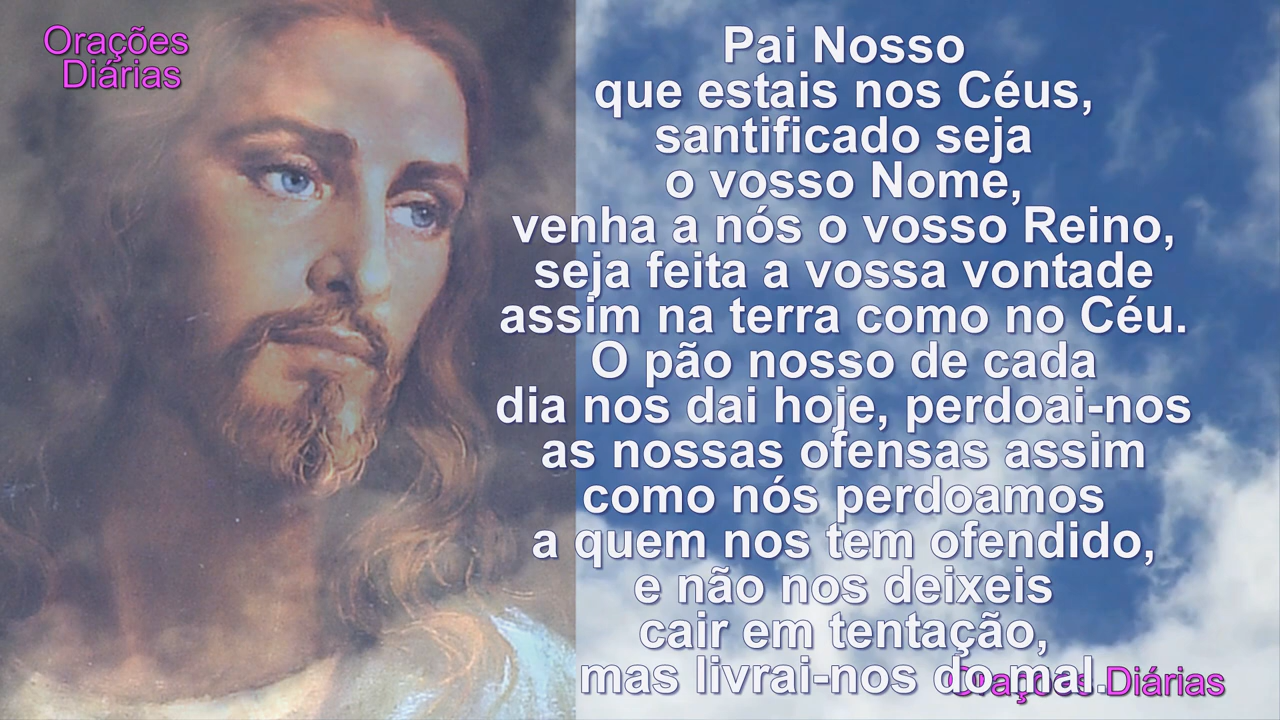 Orações
Diárias
Pai Nosso
que estais nos Céus,
santificado seja
o vosso Nome,
venha a nós o vosso Reino,
seja feita a vossa vontade
assim na terra como no Céu.
O pão nosso de cada
dia nos dai hoje, perdoai-nos
as nossas ofensas assim
como nós perdoamos
a quem nos tem ofendido,
e não nos deixeis
cair em tentação,
mas livrai-nos do mal.
Orações Diárias